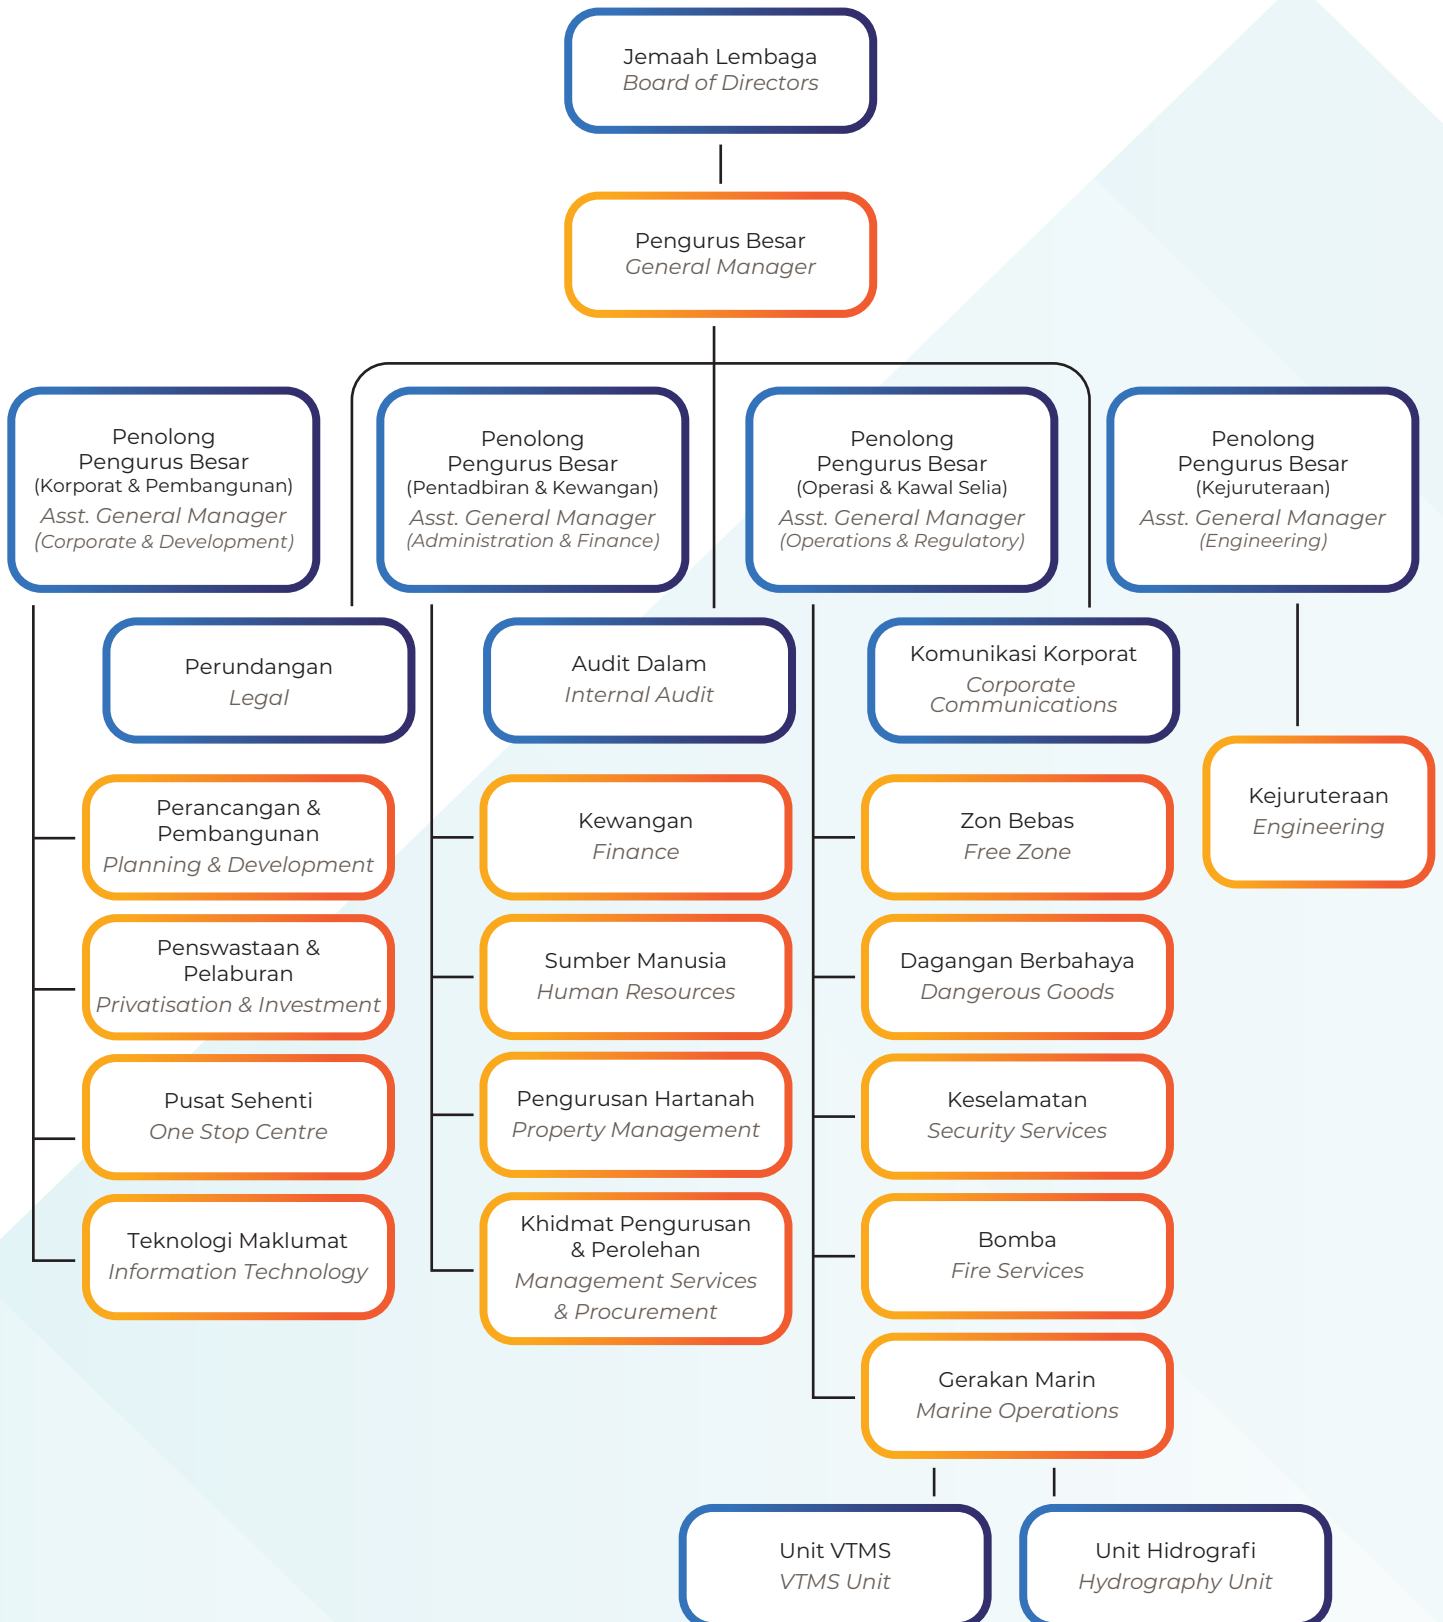 Jemaah Lembaga
Board of Directors
Pengurus Besar
General Manager
Penolong
Pengurus Besar
(Korporat & Pembangunan)
Asst. General Manager
(Corporate & Development)
Penolong
Pengurus Besar
(Pentadbiran & Kewangan)
Asst. General Manager
(Administration & Finance)
Penolong
Pengurus Besar
(Operasi & Kawal Selia)
Asst. General Manager
(Operations & Regulatory)
Penolong
Pengurus Besar
(Kejuruteraan)
Asst. General Manager
(Engineering)
Perundangan
Legal
Audit Dalam
Internal Audit
Komunikasi Korporat
Corporate
Communications
Perancangan &
Pembangunan
Planning & Development
Penswastaan &
Pelaburan
Privatisation & Investment
Pusat Sehenti
One Stop Centre
Teknologi Maklumat
Information Technology
Kewangan
Finance
Sumber Manusia
Human Resources
Pengurusan Hartanah
Property Management
Khidmat Pengurusan
& Perolehan
Management Services
& Procurement
Zon Bebas
Free Zone
Dagangan Berbahaya
Dangerous Goods
Keselamatan
Security Services
Bomba
Fire Services
Gerakan Marin
Marine Operations
Kejuruteraan
Engineering
Unit VTMS
VTMS Unit
Unit Hidrografi
Hydrography Unit